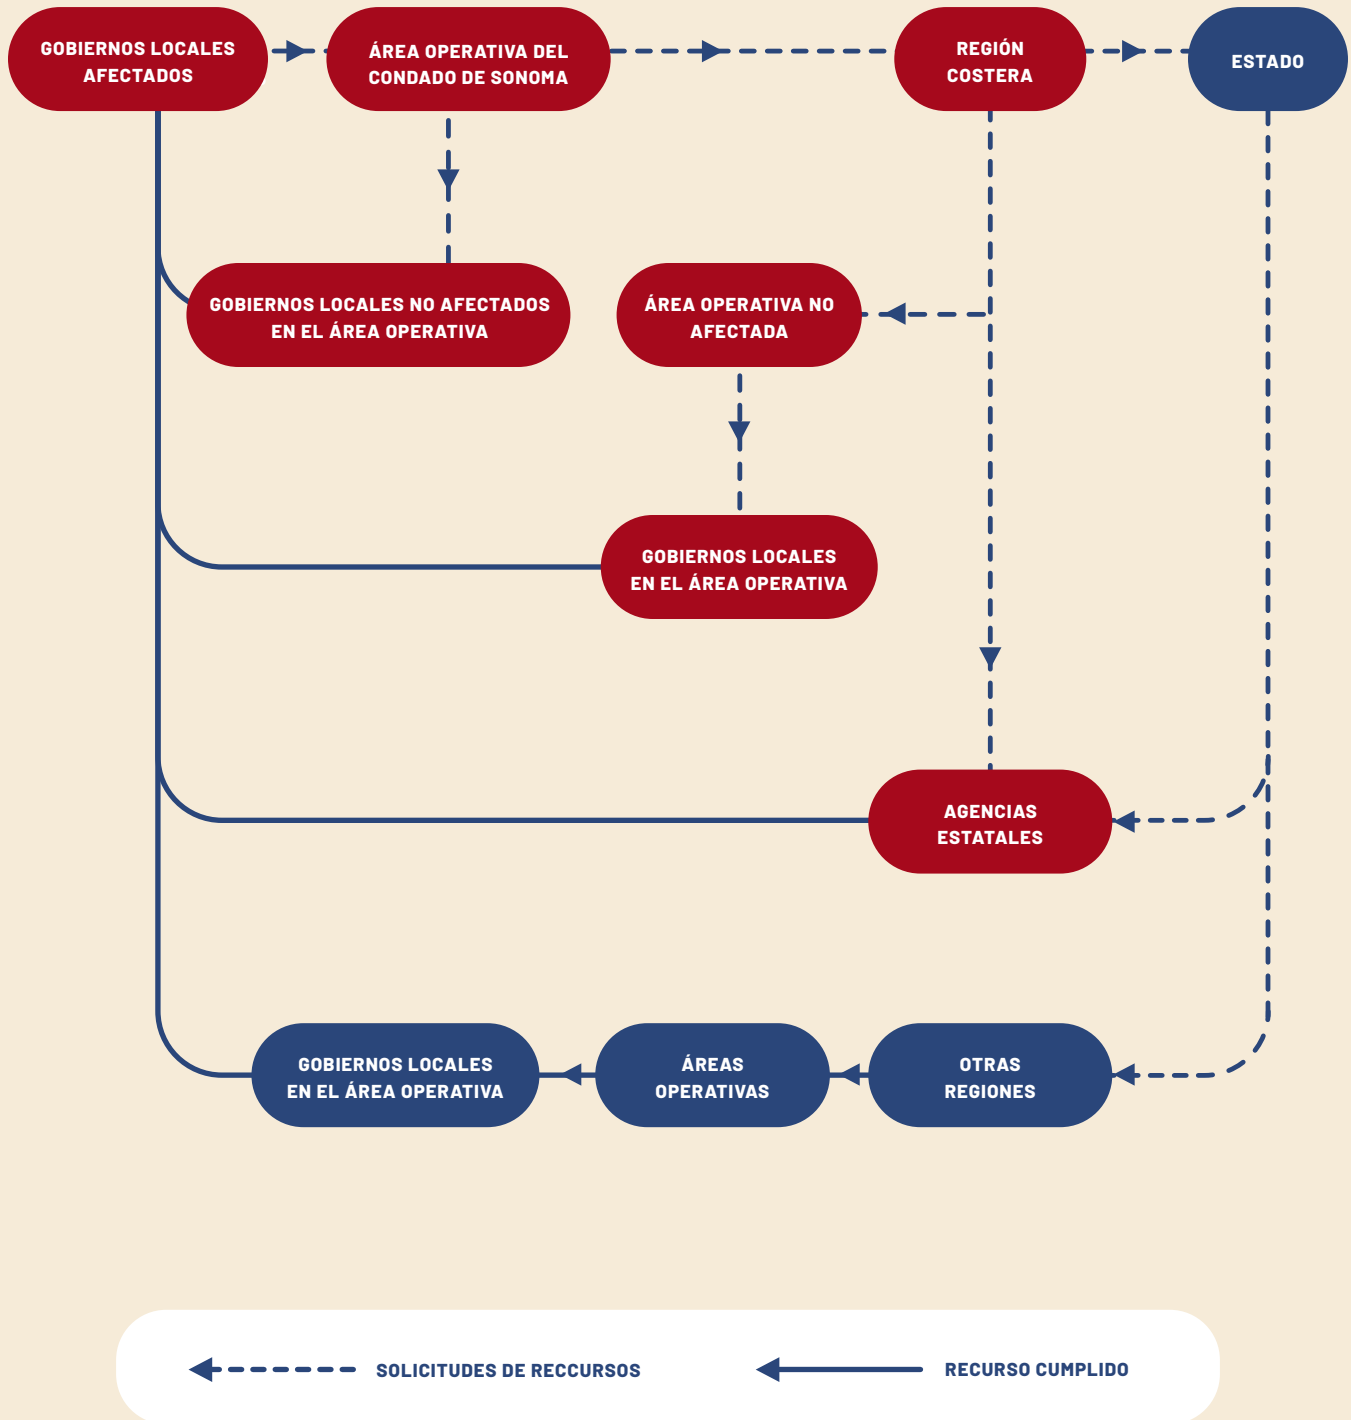 GOBIERNOS LOCALES
AFECTADOS
ÁREA OPERATIVA DEL
CONDADO DE SONOMA
REGIÓN
COSTERA
ESTADO
GOBIERNOS LOCALES NO AFECTADOS
EN EL ÁREA OPERATIVA
ÁREA OPERATIVA NO
AFECTADA
GOBIERNOS LOCALES
EN EL ÁREA OPERATIVA
AGENCIAS
ESTATALES
GOBIERNOS LOCALES
EN EL ÁREA OPERATIVA
ÁREAS
OPERATIVAS
OTRAS
REGIONES
SOLICITUDES DE RECCURSOS
RECURSO CUMPLIDO